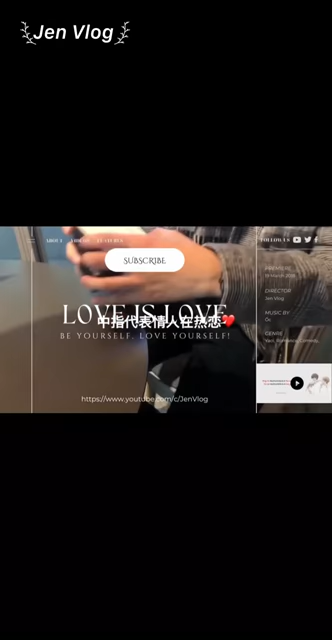 Jen Vlog
ABOUT
FOLLOW US
SUBSCRIBE
LOVE IS LOVE
中指代表情人在热恋❤️
BE YOURSELF, LOVE YOURSELF!
DIRECTOR
Jen Vlog
MUSIC BY
GENRE
https://www.youtube.com/c/JenVlog